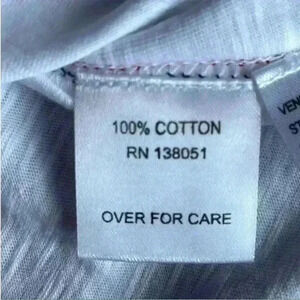 100% COTTON
RN 138051
OVER FOR CARE